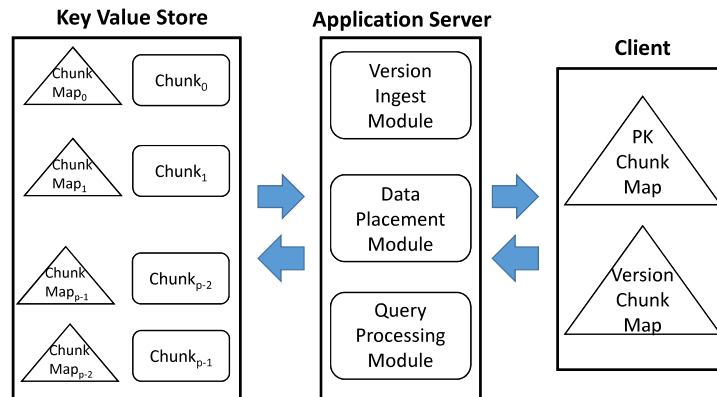 Key Value Store
Chunk
Map₀
Chunk₀
Chunk
Map₁
Chunk₁
Chunk
Mapₚ₋₁
Chunkₚ₋₂
Chunk
Mapₚ₋₂
Chunkₚ₋₁
Application Server
Version
Ingest
Module
Data
Placement
Module
Query
Processing
Module
Client
PK
Chunk
Map
Version
Chunk
Map